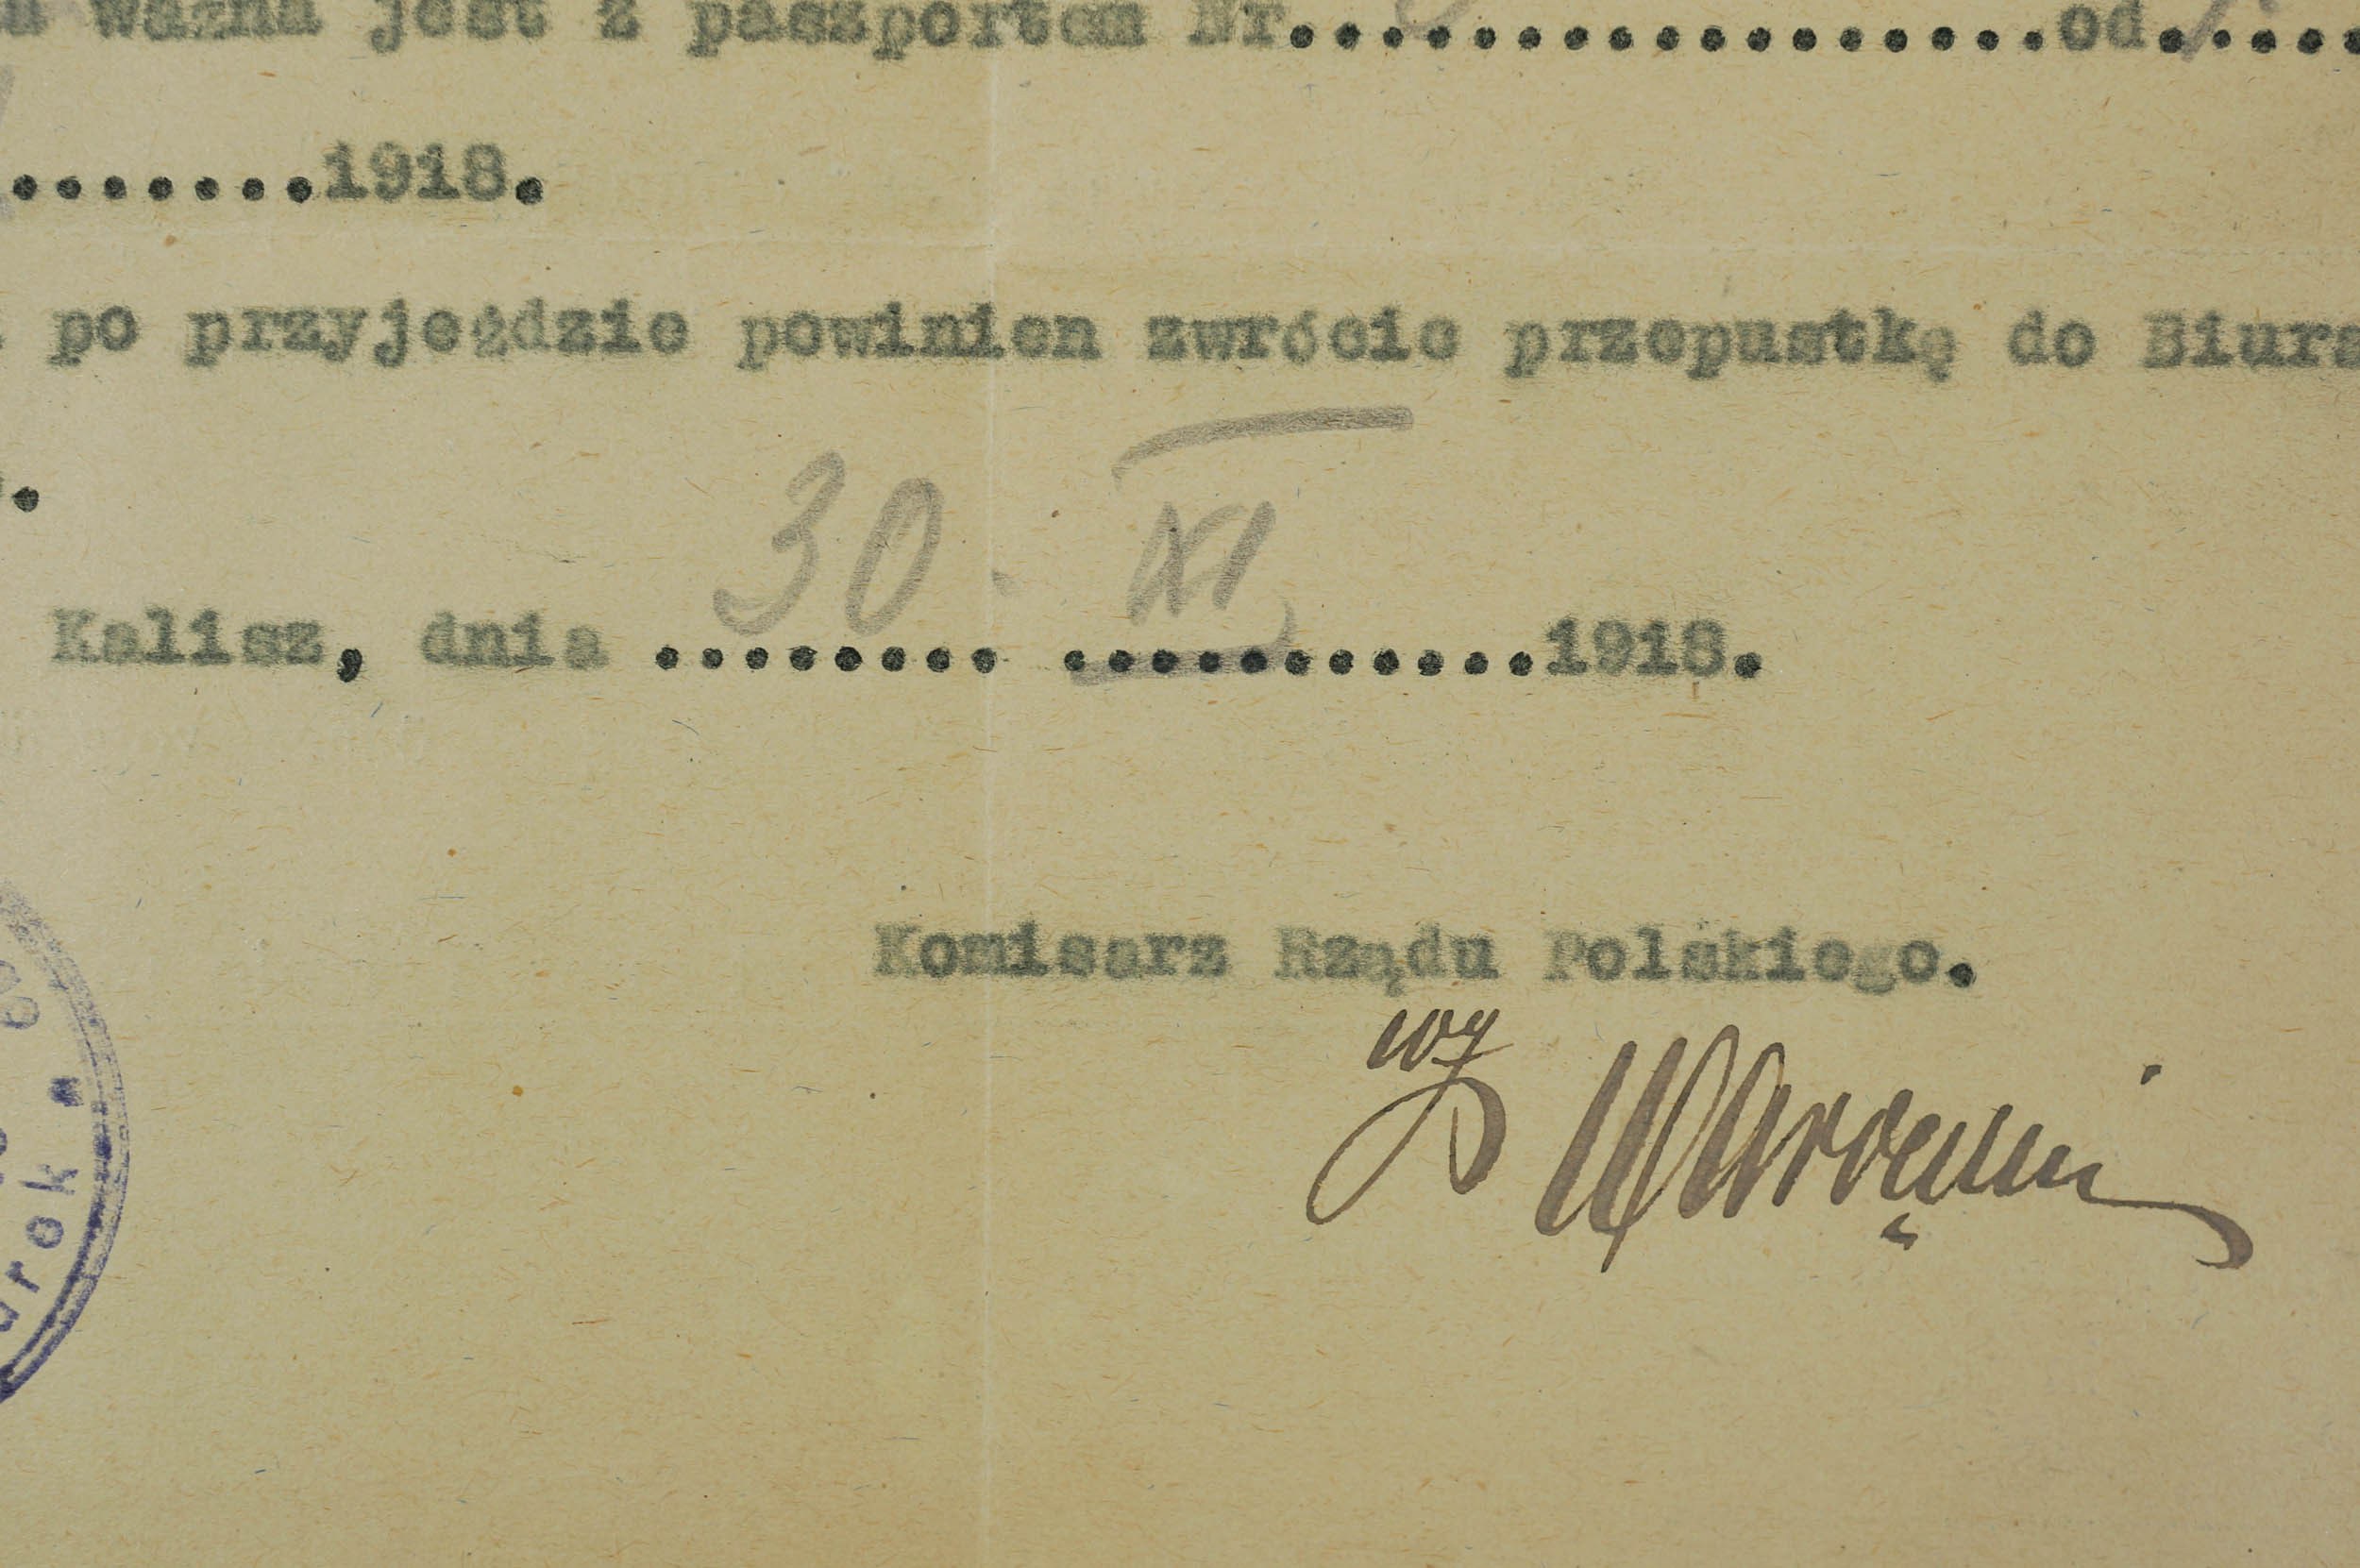 ważna jest z paszportem Nr...................od.....
.......1918.
po przyjeździe powinien zwrócic przepustkę do Biura
Kalisz, dnia ........ ...........1918.
30 XI
Komisarz Rządu Polskiego.
wz